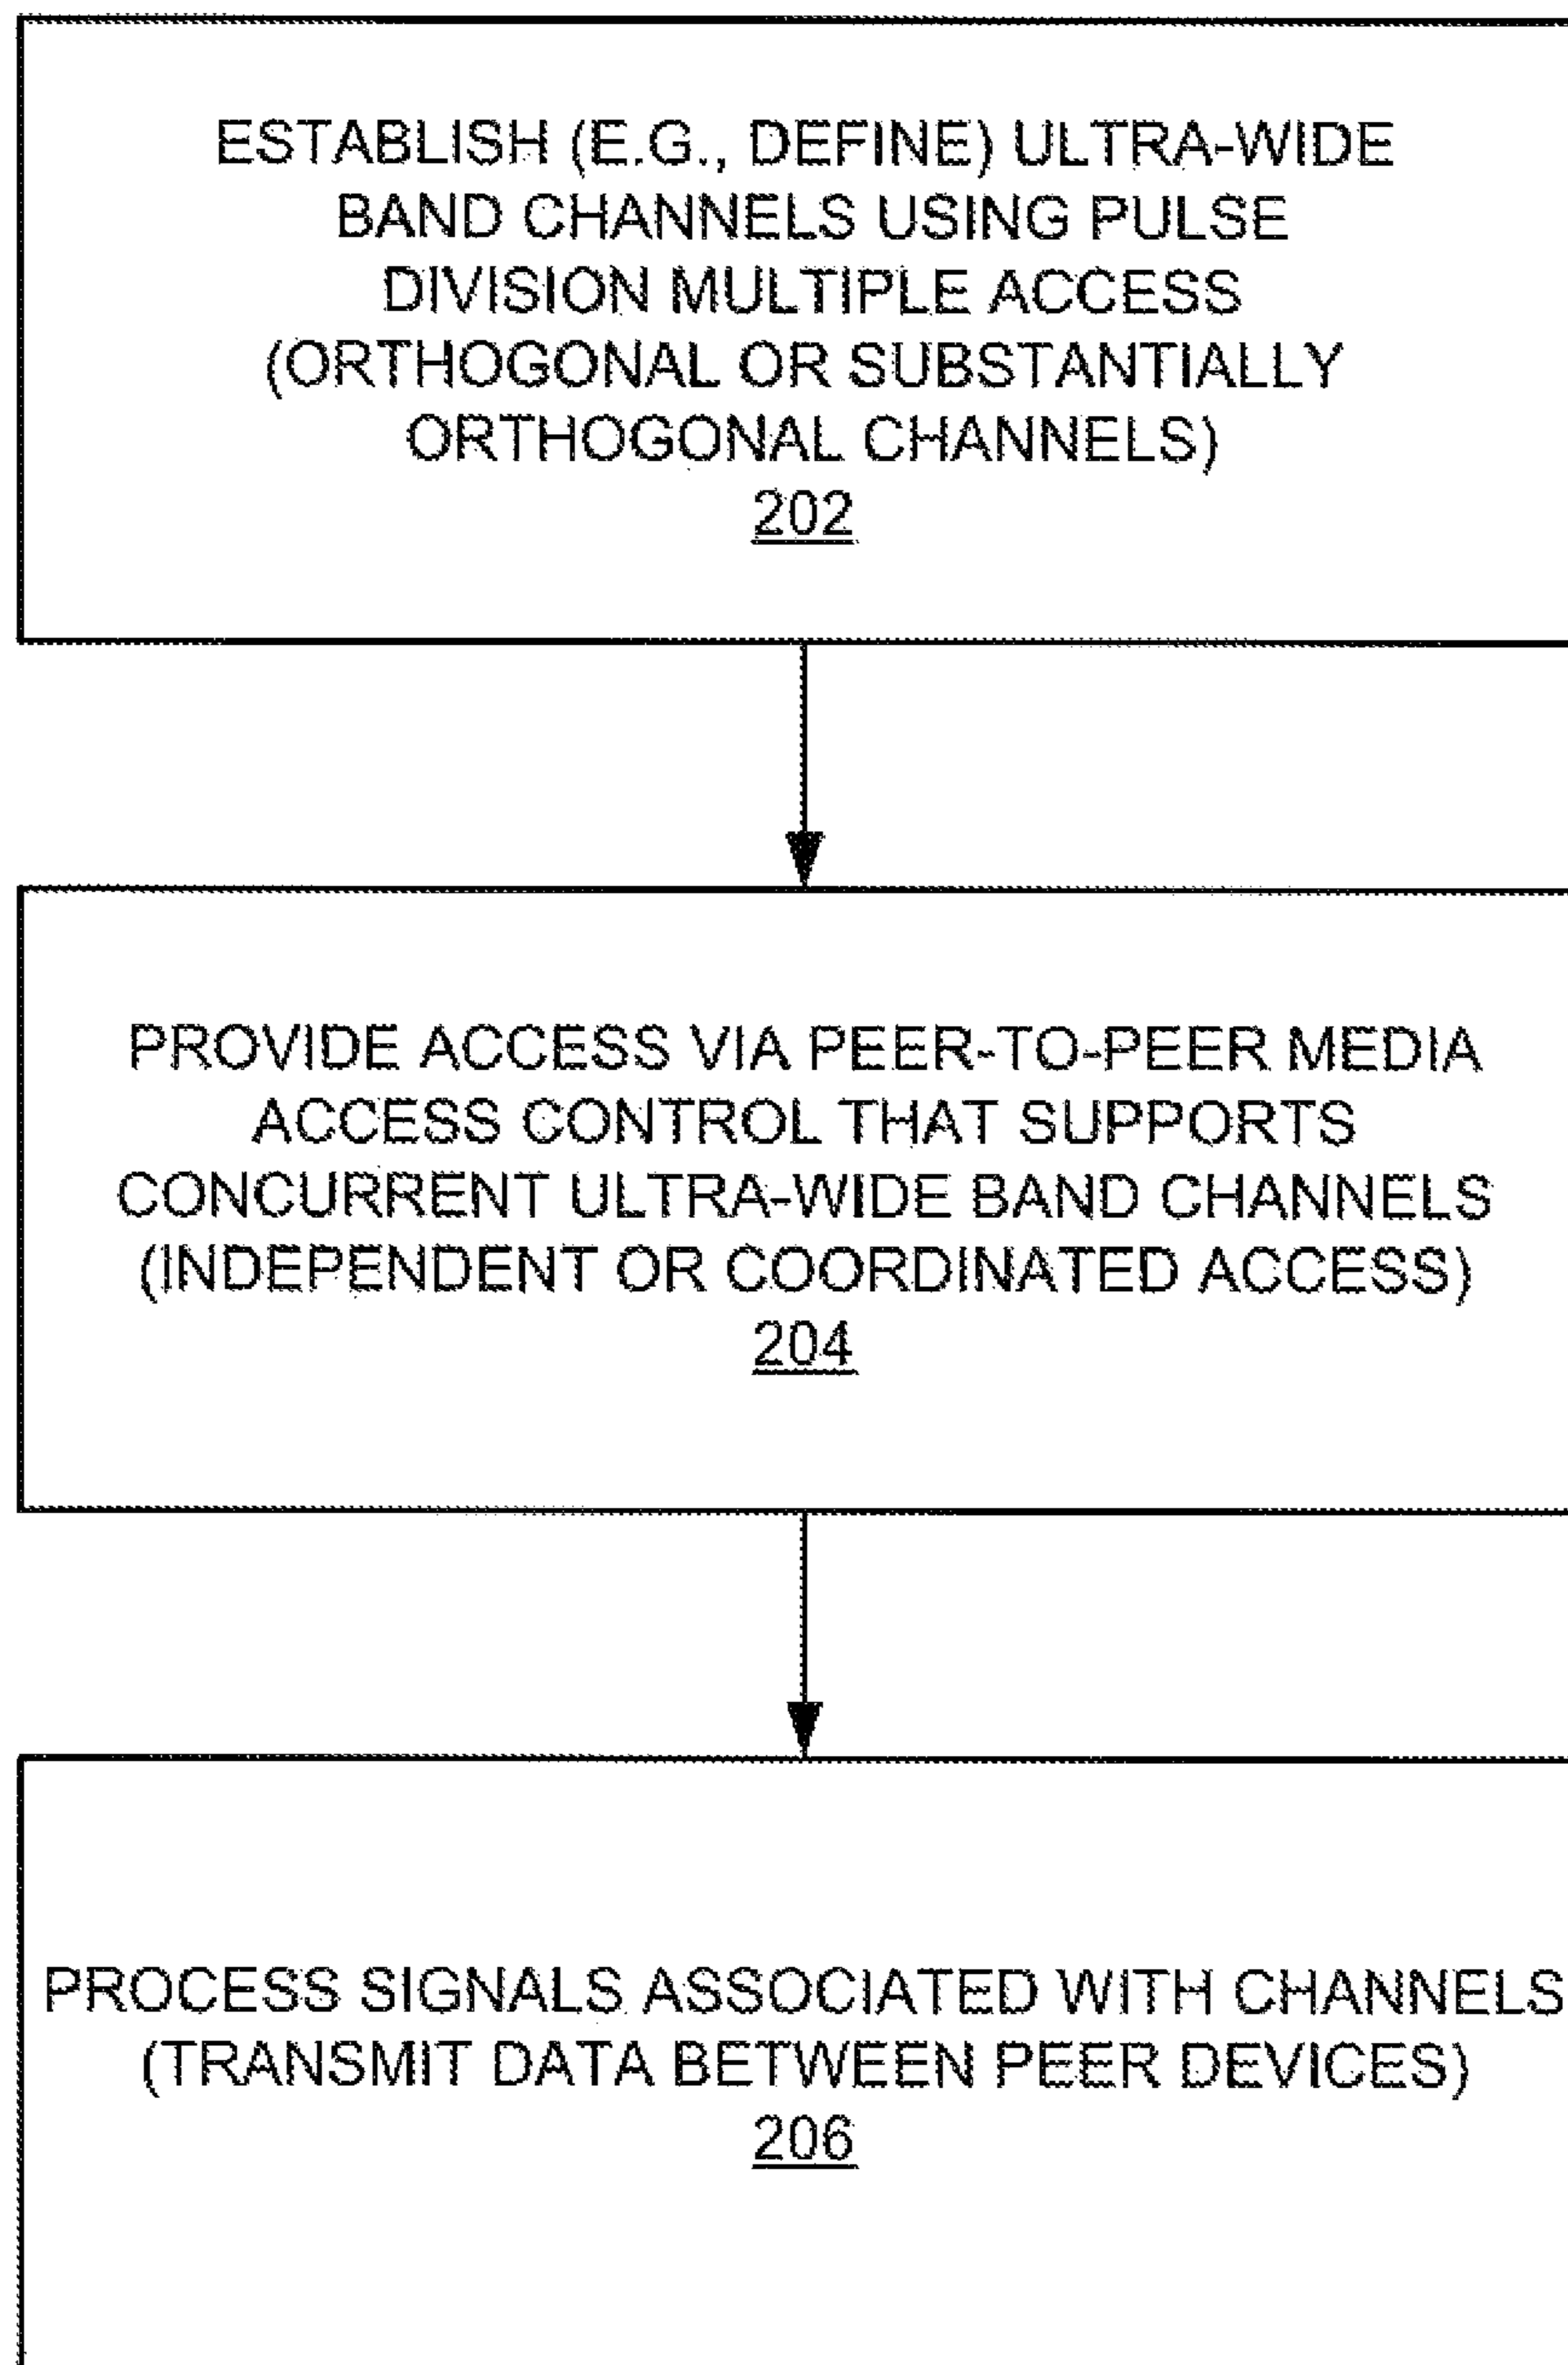 ESTABLISH (E.G., DEFINE) ULTRA-WIDE
BAND CHANNELS USING PULSE
DIVISION MULTIPLE ACCESS
(ORTHOGONAL OR SUBSTANTIALLY
ORTHOGONAL CHANNELS)
202
PROVIDE ACCESS VIA PEER-TO-PEER MEDIA
ACCESS CONTROL THAT SUPPORTS
CONCURRENT ULTRA-WIDE BAND CHANNELS
(INDEPENDENT OR COORDINATED ACCESS)
204
PROCESS SIGNALS ASSOCIATED WITH CHANNELS
(TRANSMIT DATA BETWEEN PEER DEVICES)
206